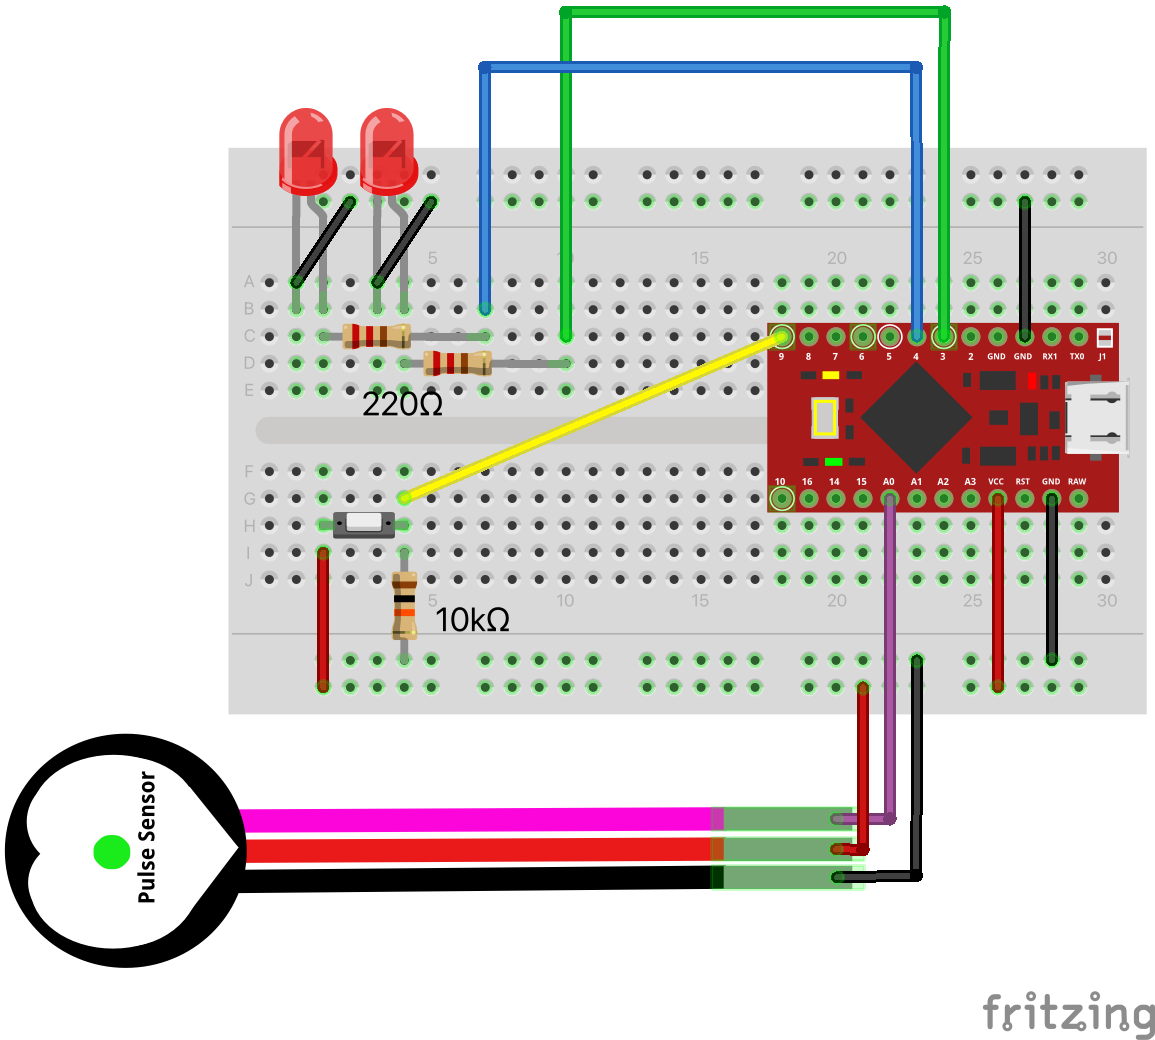 5 10 15 20 25 30
A
B
C
D
E
220Ω
9 8 7 6 5 4 3 2 GND GND RX1 TX0 J1
10 16 14 15 A0 A1 A2 A3 VCC RST GND RAW
F
G
H
I
J
5 10 15 20 25 30
10kΩ
Pulse Sensor
fritzing